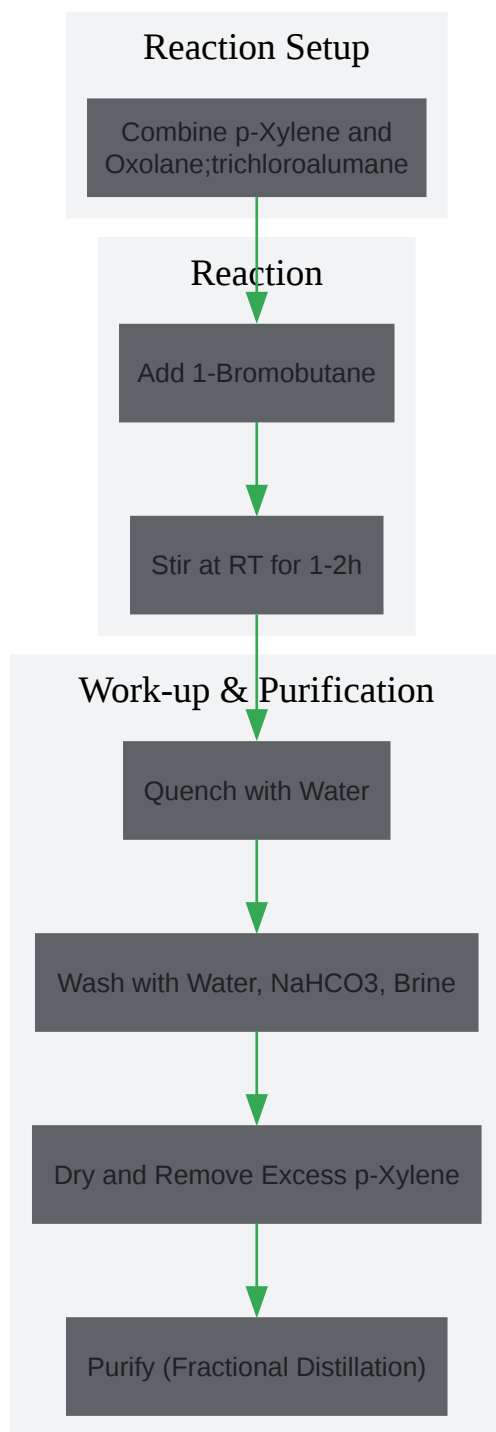 Reaction Setup
Combine p-Xylene and
Oxolane;trichloroalumane
Reaction
Add 1-Bromobutane
Stir at RT for 1-2h
Work-up & Purification
Quench with Water
Wash with Water, NaHCO3, Brine
Dry and Remove Excess p-Xylene
Purify (Fractional Distillation)